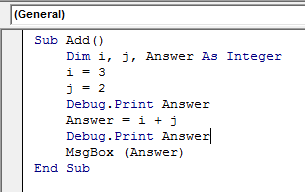 (General)
Sub Add()
Dim i, j, Answer As Integer
i = 3
j = 2
Debug.Print Answer
Answer = i + j
Debug.Print Answer
MsgBox (Answer)
End Sub